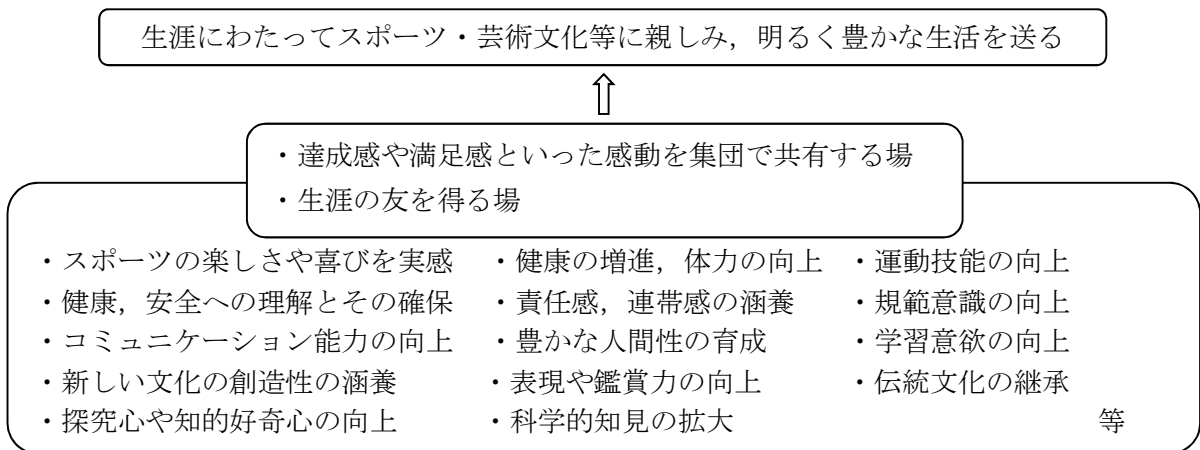 生涯にわたってスポーツ・芸術文化等に親しみ，明るく豊かな生活を送る
・達成感や満足感といった感動を集団で共有する場
・生涯の友を得る場
・スポーツの楽しさや喜びを実感 ・健康の増進，体力の向上 ・運動技能の向上
・健康，安全への理解とその確保 ・責任感，連帯感の涵養 ・規範意識の向上
・コミュニケーション能力の向上 ・豊かな人間性の育成 ・学習意欲の向上
・新しい文化の創造性の涵養 ・表現や鑑賞力の向上 ・伝統文化の継承
・探究心や知的好奇心の向上 ・科学的知見の拡大 等